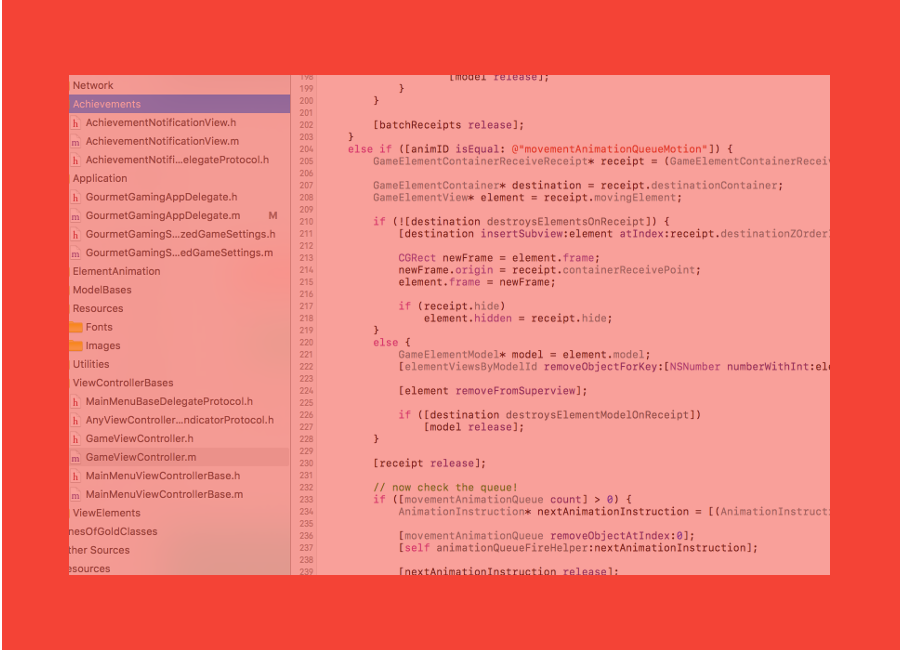 Network
Achievements
AchievementNotificationView.h
AchievementNotificationView.m
AchievementNotifi...elegateProtocol.h
Application
GourmetGamingAppDelegate.h
GourmetGamingAppDelegate.m M
GourmetGamingS...zedGameSettings.h
GourmetGamingS...edGameSettings.m
ElementAnimation
ModelBases
Resources
Fonts
Images
Utilities
ViewControllerBases
MainMenuBaseDelegateProtocol.h
AnyViewController...ndicatorProtocol.h
GameViewController.h
GameViewController.m
MainMenuViewControllerBase.h
MainMenuViewControllerBase.m
ViewElements
nesOfGoldClasses
ther Sources
esources
198 [model release];
199 }
200 }
201
202 [batchReceipts release];
203 }
204 else if ([animID isEqual: @"movementAnimationQueueMotion"]) {
205 GameElementContainerReceiveReceipt* receipt = (GameElementContainerRecei
206
207 GameElementContainer* destination = receipt.destinationContainer;
208 GameElementView* element = receipt.movingElement;
209
210 if (![destination destroysElementsOnReceipt]) {
211 [destination insertSubview:element atIndex:receipt.destinationZOrder
212
213 CGRect newFrame = element.frame;
214 newFrame.origin = receipt.containerReceivePoint;
215 element.frame = newFrame;
216
217 if (receipt.hide)
218 element.hidden = receipt.hide;
219 }
220 else {
221 GameElementModel* model = element.model;
222 [elementViewsByModelId removeObjectForKey:[NSNumber numberWithInt:ele
223
224 [element removeFromSuperview];
225
226 if ([destination destroysElementModelOnReceipt])
227 [model release];
228 }
229
230 [receipt release];
231
232 // now check the queue!
233 if ([movementAnimationQueue count] > 0) {
234 AnimationInstruction* nextAnimationInstruction = [(AnimationInstruct
235
236 [movementAnimationQueue removeObjectAtIndex:0];
237 [self animationQueueFireHelper:nextAnimationInstruction];
238
239 [nextAnimationInstruction release];